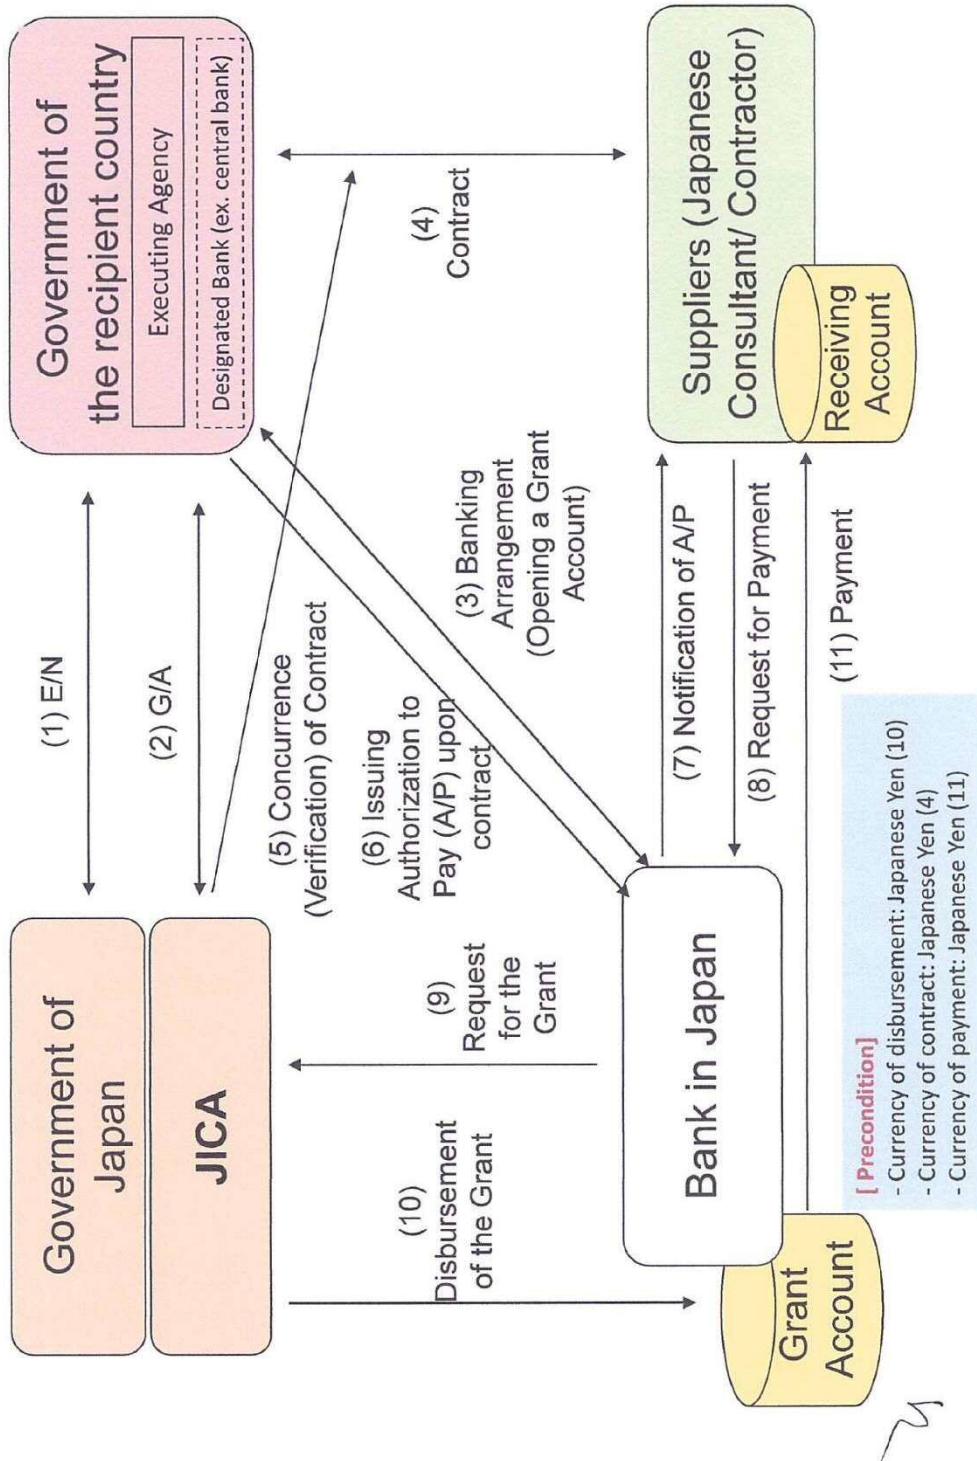 Government of
Japan
JICA
Government of
the recipient country
Executing Agency
Designated Bank (ex. central bank)
(1) E/N
(2) G/A
(5) Concurrence
(Verification) of Contract
(6) Issuing
Authorization to
Pay (A/P) upon
contract
(3) Banking
Arrangement
(Opening a Grant
Account)
(4)
Contract
(9)
Request
for the
Grant
(10)
Disbursement
of the Grant
Bank in Japan
Grant
Account
(7) Notification of A/P
(8) Request for Payment
(11) Payment
Suppliers (Japanese
Consultant/ Contractor)
Receiving
Account
[ Precondition]
- Currency of disbursement: Japanese Yen (10)
- Currency of contract: Japanese Yen (4)
- Currency of payment: Japanese Yen (11)